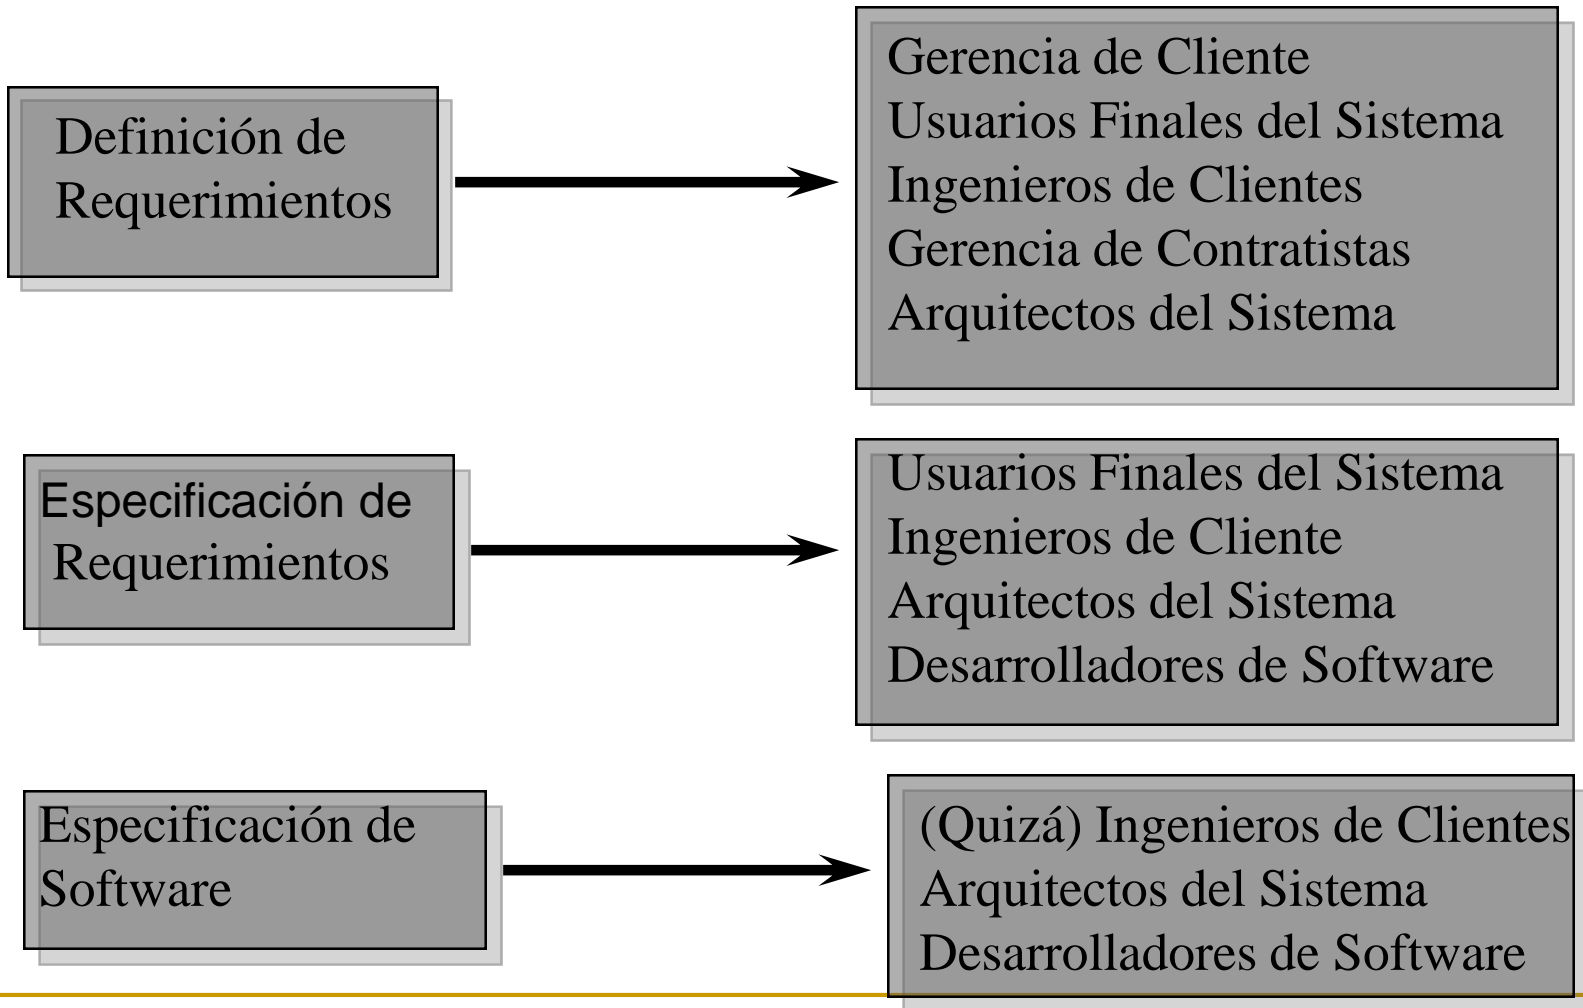 Definición de
Requerimientos
Gerencia de Cliente
Usuarios Finales del Sistema
Ingenieros de Clientes
Gerencia de Contratistas
Arquitectos del Sistema
Especificación de
Requerimientos
Usuarios Finales del Sistema
Ingenieros de Cliente
Arquitectos del Sistema
Desarrolladores de Software
Especificación de
Software
(Quizá) Ingenieros de Clientes
Arquitectos del Sistema
Desarrolladores de Software